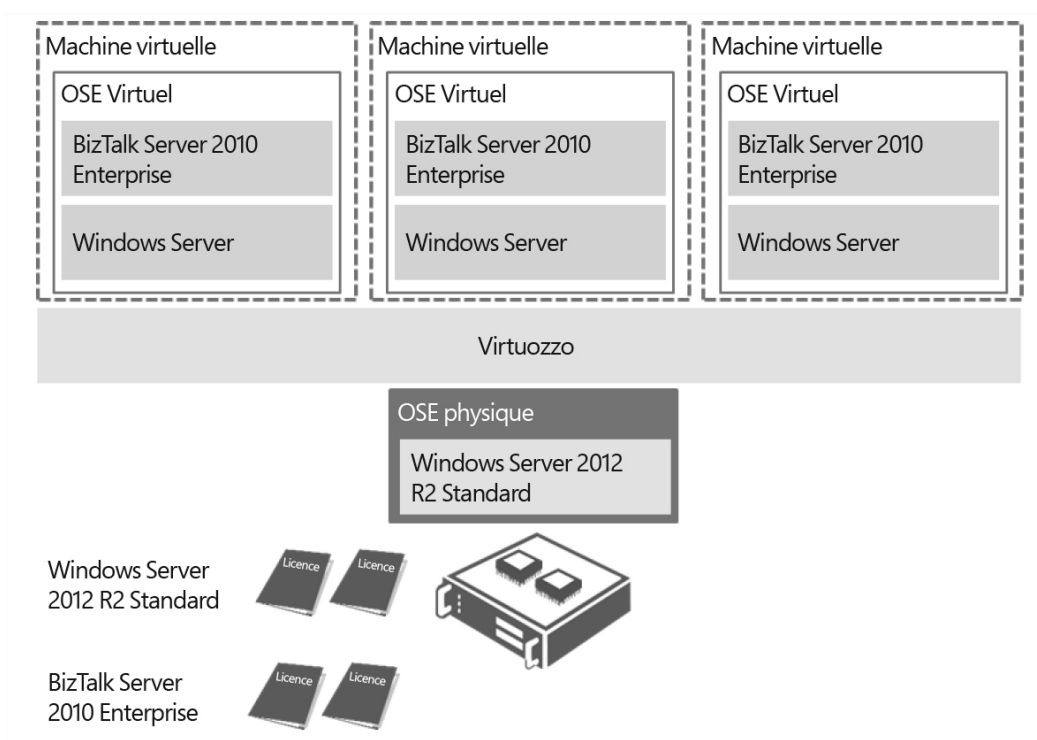 Machine virtuelle
OSE Virtuel
BizTalk Server 2010
Enterprise
Windows Server
Machine virtuelle
OSE Virtuel
BizTalk Server 2010
Enterprise
Windows Server
Machine virtuelle
OSE Virtuel
BizTalk Server 2010
Enterprise
Windows Server
Virtuozzo
OSE physique
Windows Server 2012
R2 Standard
Windows Server
2012 R2 Standard
Licence
Licence
BizTalk Server
2010 Enterprise
Licence
Licence